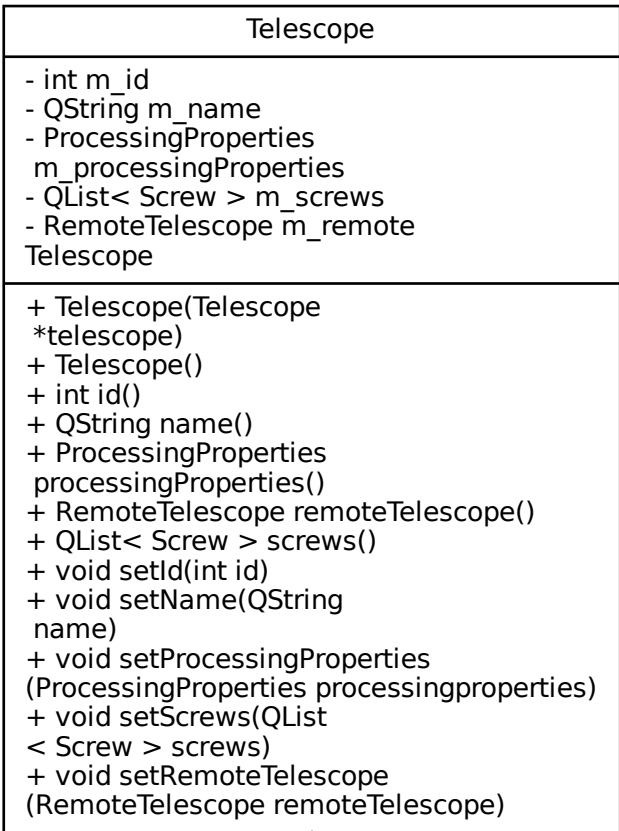 Telescope
- int m_id
- QString m_name
- ProcessingProperties
m_processingProperties
- QList< Screw > m_screws
- RemoteTelescope m_remote
Telescope
+ Telescope(Telescope
*telescope)
+ Telescope()
+ int id()
+ QString name()
+ ProcessingProperties
processingProperties()
+ RemoteTelescope remoteTelescope()
+ QList< Screw > screws()
+ void setId(int id)
+ void setName(QString
name)
+ void setProcessingProperties
(ProcessingProperties processingproperties)
+ void setScrews(QList
< Screw > screws)
+ void setRemoteTelescope
(RemoteTelescope remoteTelescope)